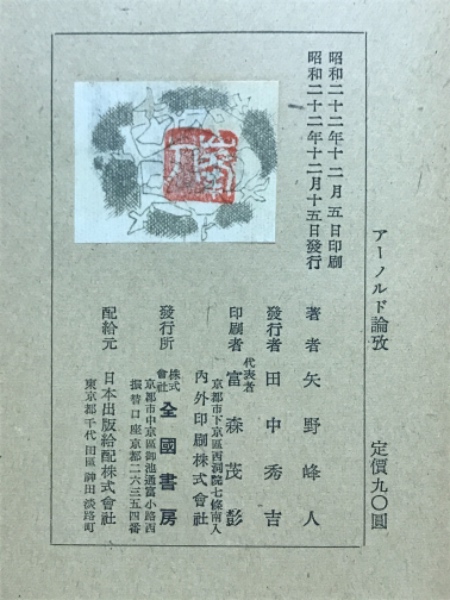 アーノルド論攷
定價九〇圓
昭和二十二年十二月五日印刷
昭和二十二年十二月十五日發行
著者 矢野峰人
發行者 田中秀吉
代表者
印刷者 富森茂彭
京都市下京區西洞院七條南入
內外印刷株式會社
發行所 株式會社 全國書房
京都市中京區御池通富小路西
振替口座京都二六三五四番
配給元 日本出版給配株式會社
東京都千代田區神田淡路町